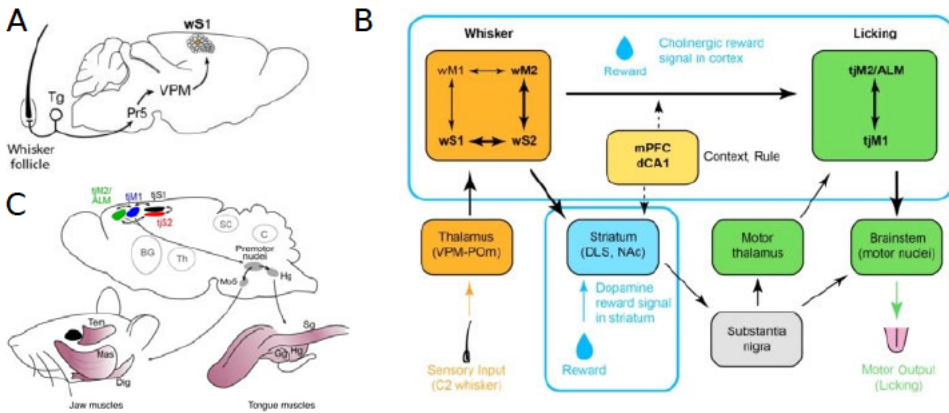 A
wS1
Tg
VPM
Pr5
Whisker
follicle
B
Whisker
Licking
Cholinergic reward
signal in cortex
Reward
wM1
wM2
wS1
wS2
tjM2/ALM
tjM1
mPFC
dCA1
Context, Rule
Thalamus
(VPM-POm)
Striatum
(DLS, NAc)
Motor
thalamus
Brainstem
(motor nuclei)
Dopamine
reward signal
in striatum
Substantia
nigra
Sensory Input
(C2 whisker)
Reward
Motor Output
(Licking)
C
tjM2/
ALM
tjM1
tjS1
tjS2
SC
C
BG
Th
Premotor
nuclei
Mo5
Hs
Tem
Mas
Dig
Jaw muscles
Sg
Gg
Hg
Tongue muscles